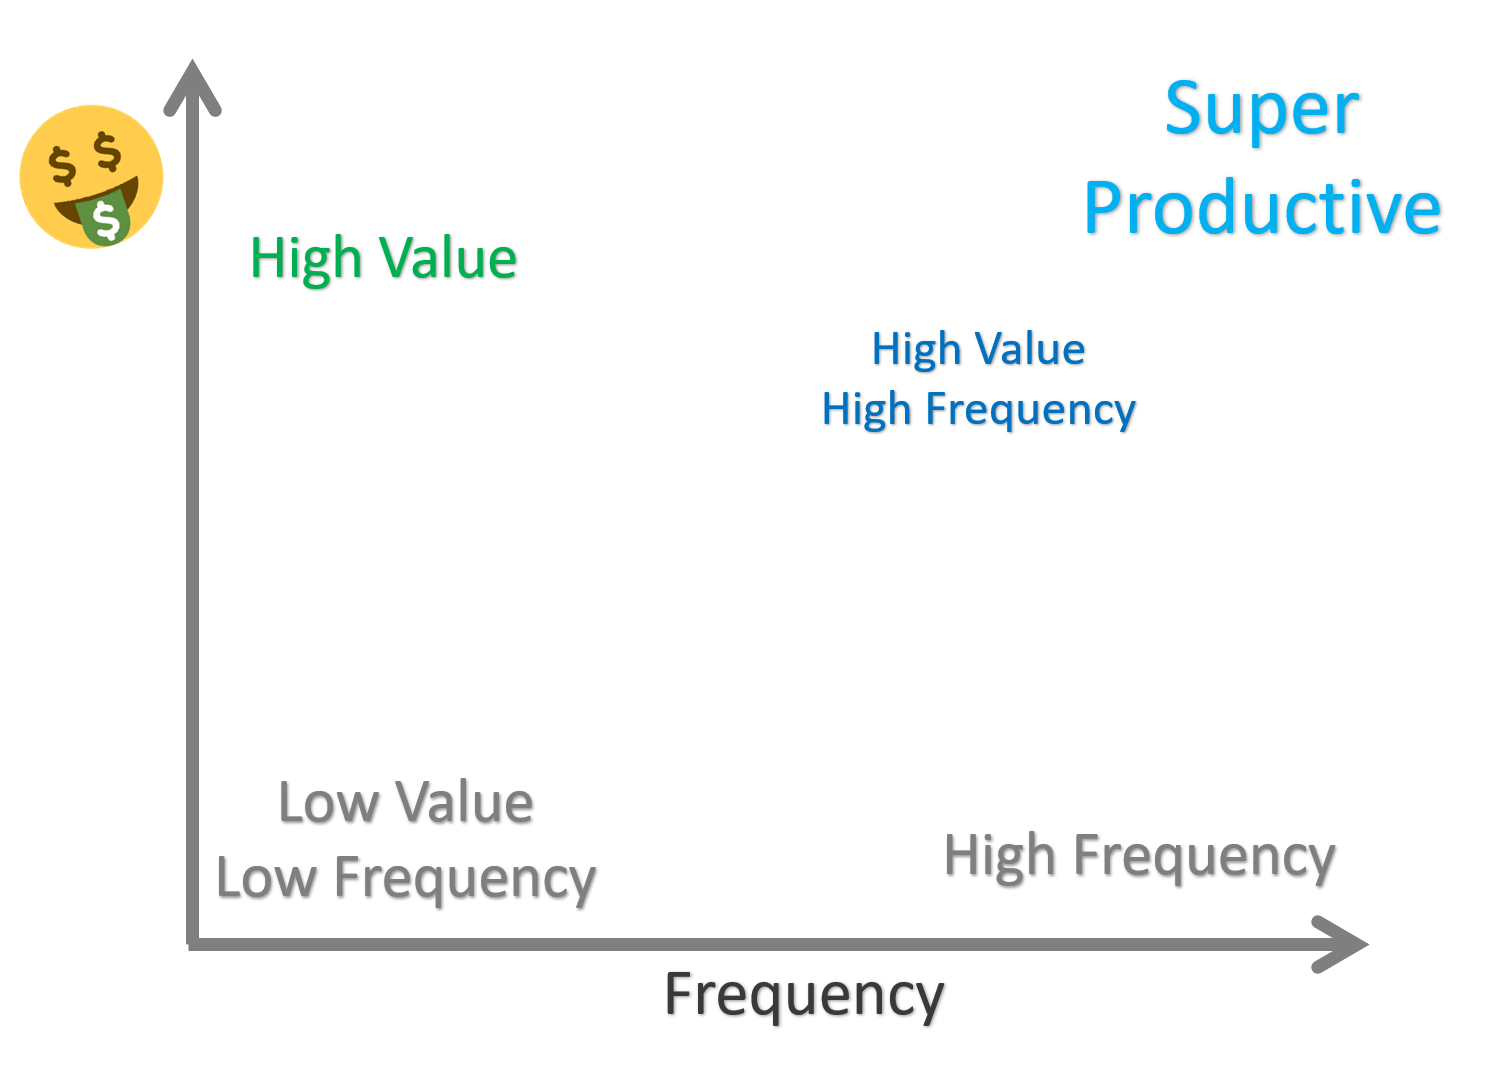 Super
Productive
High Value
High Value
High Frequency
Low Value
Low Frequency
High Frequency
Frequency
$ $
$